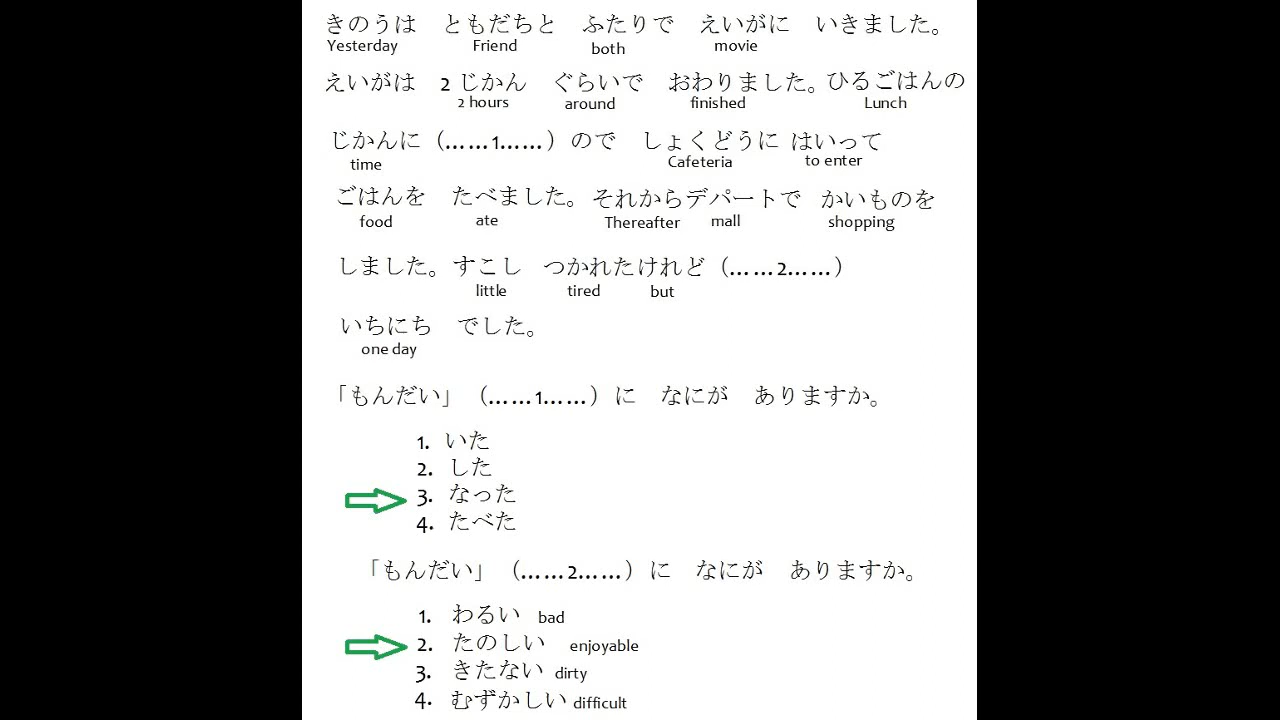 きのうは　ともだちと　ふたりで　えいがに　いきました。
Yesterday Friend both movie
えいがは　2 じかん　ぐらいで　おわりました。ひるごはんの
2 hours around finished Lunch
じかんに（……1……）ので　しょくどうに はいって
time Cafeteria to enter
ごはんを　たべました。それからデパートで　かいものを
food ate Thereafter mall shopping
しました。すこし　つかれたけれど（……2……）
little tired but
いちにち　でした。
one day
「もんだい」（……1……）に　なにが　ありますか。
1. いた
2. した
3. なった
4. たべた
「もんだい」（……2……）に　なにが　ありますか。
1. わるい bad
2. たのしい enjoyable
3. きたない dirty
4. むずかしい difficult